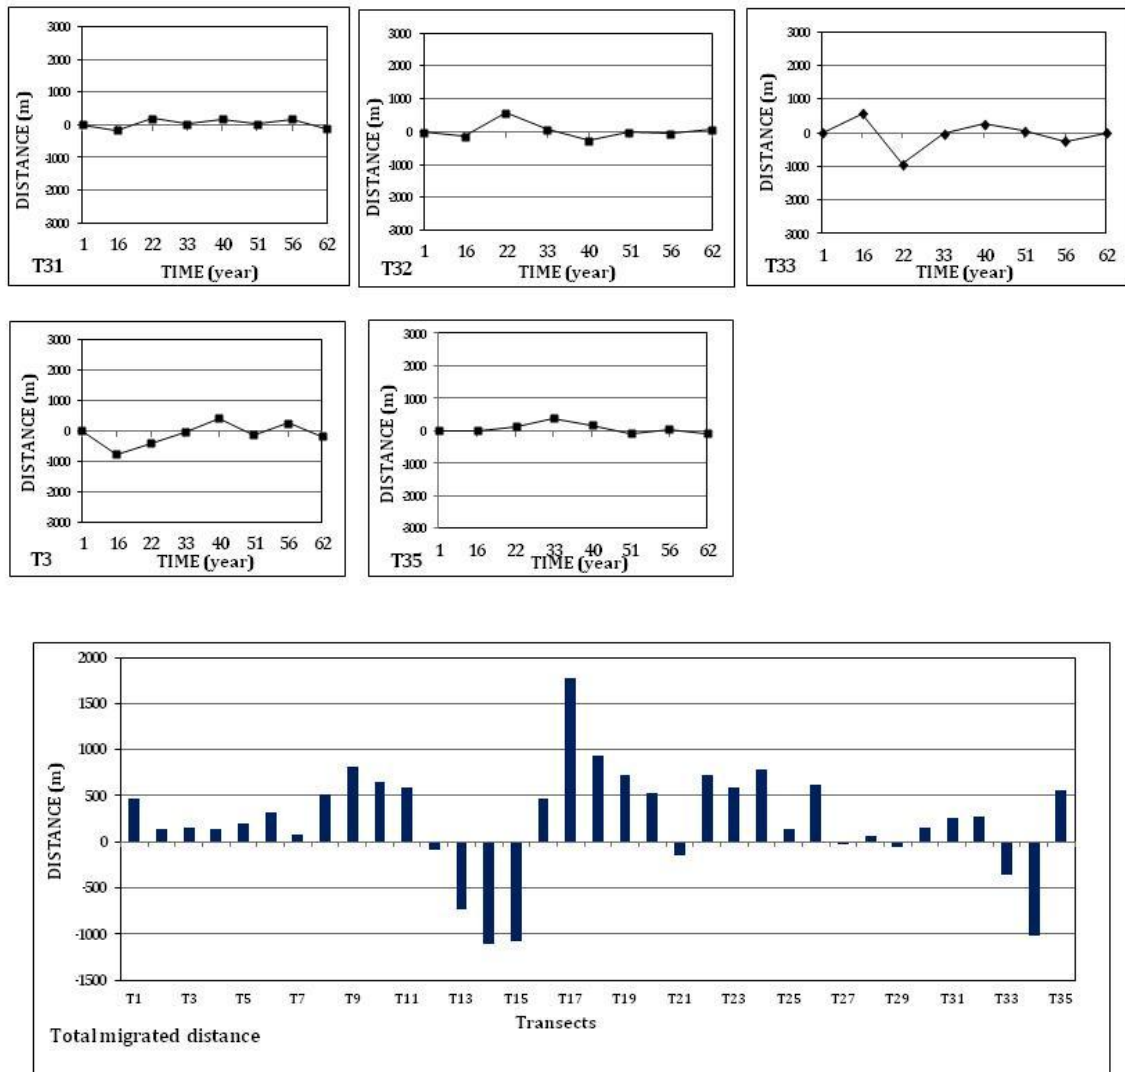 3000
2000
1000
0
-1000
-2000
-3000
DISTANCE (m)
1 16 22 33 40 51 56 62
TIME (year)
T31
3000
2000
1000
0
-1000
-2000
-3000
DISTANCE (m)
1 16 22 33 40 51 56 62
TIME (year)
T32
3000
2000
1000
0
-1000
-2000
-3000
DISTANCE (m)
1 16 22 33 40 51 56 62
TIME (year)
T33
3000
2000
1000
0
-1000
-2000
-3000
DISTANCE (m)
1 16 22 33 40 51 56 62
TIME (year)
T3
3000
2000
1000
0
-1000
-2000
-3000
DISTANCE (m)
1 16 22 33 40 51 56 62
TIME (year)
T35
2000
1500
1000
500
0
-500
-1000
-1500
DISTANCE (m)
T1 T3 T5 T7 T9 T11 T13 T15 T17 T19 T21 T23 T25 T27 T29 T31 T33 T35
Transects
Total migrated distance